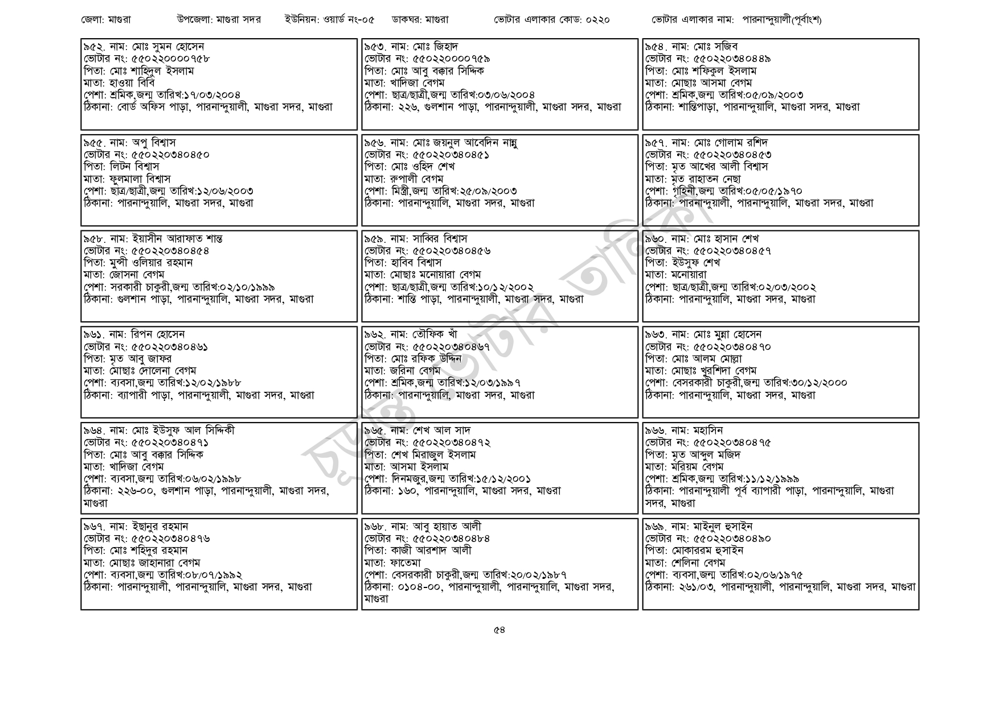 জেলা: মাগুরা উপজেলা: মাগুরা সদর ইউনিয়ন: ওয়ার্ড নং-০৫ ডাকঘর: মাগুরা ভোটার এলাকার কোড: ০২২০ ভোটার এলাকার নাম: পারনান্দুয়ালী(পূর্বাংশ)
৯৫২. নাম: মোঃ সুমন হোসেন
ভোটার নং: ৫৫০২২০০০০৭৫৮
পিতা: মোঃ শাহিদুল ইসলাম
মাতা: হাওয়া বিবি
পেশা: শ্রমিক,জন্ম তারিখ:১৭/০৩/২০০৪
ঠিকানা: বোর্ড অফিস পাড়া, পারনান্দুয়ালী, মাগুরা সদর, মাগুরা
৯৫৩. নাম: মোঃ জিহাদ
ভোটার নং: ৫৫০২২০০০০৭৫৯
পিতা: মোঃ আবু বক্কার সিদ্দিক
মাতা: খাদিজা বেগম
পেশা: ছাত্র/ছাত্রী,জন্ম তারিখ:০৩/০৬/২০০৪
ঠিকানা: ২২৬, গুলশান পাড়া, পারনান্দুয়ালী, মাগুরা সদর, মাগুরা
৯৫৪. নাম: মোঃ সজিব
ভোটার নং: ৫৫০২২০৩৪০৪৪৯
পিতা: মোঃ শফিকুল ইসলাম
মাতা: মোছাঃ আসমা বেগম
পেশা: শ্রমিক,জন্ম তারিখ:০৫/০৯/২০০৩
ঠিকানা: শান্তিপাড়া, পারনান্দুয়ালি, মাগুরা সদর, মাগুরা
৯৫৫. নাম: অপু বিশ্বাস
ভোটার নং: ৫৫০২২০৩৪০৪৫০
পিতা: লিটন বিশ্বাস
মাতা: ফুলমালা বিশ্বাস
পেশা: ছাত্র/ছাত্রী,জন্ম তারিখ:১২/০৬/২০০৩
ঠিকানা: পারনান্দুয়ালি, মাগুরা সদর, মাগুরা
৯৫৬. নাম: মোঃ জয়নুল আবেদিন নান্নু
ভোটার নং: ৫৫০২২০৩৪০৪৫১
পিতা: মোঃ ওহিদ শেখ
মাতা: রুপালী বেগম
পেশা: মিস্ত্রী,জন্ম তারিখ:২৫/০৯/২০০৩
ঠিকানা: পারনান্দুয়ালি, মাগুরা সদর, মাগুরা
৯৫৭. নাম: মোঃ গোলাম রশিদ
ভোটার নং: ৫৫০২২০৩৪০৪৫৩
পিতা: মৃত আখের আলী বিশ্বাস
মাতা: মৃত রাহাতন নেছা
পেশা: গৃহিনী,জন্ম তারিখ:০৫/০৫/১৯৭০
ঠিকানা: পারনান্দুয়ালী, পারনান্দুয়ালি, মাগুরা সদর, মাগুরা
৯৫৮. নাম: ইয়াসীন আরাফাত শান্ত
ভোটার নং: ৫৫০২২০৩৪০৪৫৪
পিতা: মুন্সী ওলিয়ার রহমান
মাতা: জোসনা বেগম
পেশা: সরকারী চাকুরী,জন্ম তারিখ:০২/১০/১৯৯৯
ঠিকানা: গুলশান পাড়া, পারনান্দুয়ালি, মাগুরা সদর, মাগুরা
৯৫৯. নাম: সাব্বির বিশ্বাস
ভোটার নং: ৫৫০২২০৩৪০৪৫৬
পিতা: হাবিব বিশ্বাস
মাতা: মোছাঃ মনোয়ারা বেগম
পেশা: ছাত্র/ছাত্রী,জন্ম তারিখ:১০/১২/২০০২
ঠিকানা: শান্তি পাড়া, পারনান্দুয়ালী, মাগুরা সদর, মাগুরা
৯৬০. নাম: মোঃ হাসান শেখ
ভোটার নং: ৫৫০২২০৩৪০৪৫৭
পিতা: ইউসুফ শেখ
মাতা: মনোয়ারা
পেশা: ছাত্র/ছাত্রী,জন্ম তারিখ:০২/০৩/২০০২
ঠিকানা: পারনান্দুয়ালি, মাগুরা সদর, মাগুরা
৯৬১. নাম: রিপন হোসেন
ভোটার নং: ৫৫০২২০৩৪০৪৬১
পিতা: মৃত আবু জাফর
মাতা: মোছাঃ দোলেনা বেগম
পেশা: ব্যবসা,জন্ম তারিখ:১২/০২/১৯৮৮
ঠিকানা: ব্যাপারী পাড়া, পারনান্দুয়ালী, মাগুরা সদর, মাগুরা
৯৬২. নাম: তৌফিক খাঁ
ভোটার নং: ৫৫০২২০৩৪০৪৬৭
পিতা: মোঃ রফিক উদ্দিন
মাতা: জরিনা বেগম
পেশা: শ্রমিক,জন্ম তারিখ:১২/০৩/১৯৯৭
ঠিকানা: পারনান্দুয়ালি, মাগুরা সদর, মাগুরা
৯৬৩. নাম: মোঃ মুন্না হোসেন
ভোটার নং: ৫৫০২২০৩৪০৪৭০
পিতা: মোঃ আলম মোল্লা
মাতা: মোছাঃ খুরশিদা বেগম
পেশা: বেসরকারী চাকুরী,জন্ম তারিখ:৩০/১২/২০০০
ঠিকানা: পারনান্দুয়ালি, মাগুরা সদর, মাগুরা
৯৬৪. নাম: মোঃ ইউসুফ আল সিদ্দিকী
ভোটার নং: ৫৫০২২০৩৪০৪৭১
পিতা: মোঃ আবু বক্কার সিদ্দিক
মাতা: খাদিজা বেগম
পেশা: ব্যবসা,জন্ম তারিখ:০৬/০২/১৯৯৮
ঠিকানা: ২২৬-০০, গুলশান পাড়া, পারনান্দুয়ালী, মাগুরা সদর,
মাগুরা
৯৬৫. নাম: শেখ আল সাদ
ভোটার নং: ৫৫০২২০৩৪০৪৭২
পিতা: শেখ মিরাজুল ইসলাম
মাতা: আসমা ইসলাম
পেশা: দিনমজুর,জন্ম তারিখ:১৫/১২/২০০১
ঠিকানা: ১৬০, পারনান্দুয়ালি, মাগুরা সদর, মাগুরা
৯৬৬. নাম: মহাসিন
ভোটার নং: ৫৫০২২০৩৪০৪৭৫
পিতা: মৃত আব্দুল মজিদ
মাতা: মরিয়ম বেগম
পেশা: শ্রমিক,জন্ম তারিখ:১১/১২/১৯৯৯
ঠিকানা: পারনান্দুয়ালী পূর্ব ব্যাপারী পাড়া, পারনান্দুয়ালি, মাগুরা
সদর, মাগুরা
৯৬৭. নাম: ইছানুর রহমান
ভোটার নং: ৫৫০২২০৩৪০৪৭৬
পিতা: মোঃ শহিদুর রহমান
মাতা: মোছাঃ জাহানারা বেগম
পেশা: ব্যবসা,জন্ম তারিখ:০৮/০৭/১৯৯২
ঠিকানা: পারনান্দুয়ালী, পারনান্দুয়ালি, মাগুরা সদর, মাগুরা
৯৬৮. নাম: আবু হায়াত আলী
ভোটার নং: ৫৫০২২০৩৪০৪৮৪
পিতা: কাজী আরশাদ আলী
মাতা: ফাতেমা
পেশা: বেসরকারী চাকুরী,জন্ম তারিখ:২০/০২/১৯৮৭
ঠিকানা: ০১০৪-০০, পারনান্দুয়ালী, পারনান্দুয়ালি, মাগুরা সদর,
মাগুরা
৯৬৯. নাম: মাইনুল হুসাইন
ভোটার নং: ৫৫০২২০৩৪০৪৯০
পিতা: মোকাররম হুসাইন
মাতা: শেলিনা বেগম
পেশা: ব্যবসা,জন্ম তারিখ:০২/০৬/১৯৭৫
ঠিকানা: ২৬১/০৩, পারনান্দুয়ালী, পারনান্দুয়ালি, মাগুরা সদর, মাগুরা
চূড়ান্ত ভোটার তালিকা
৫৪